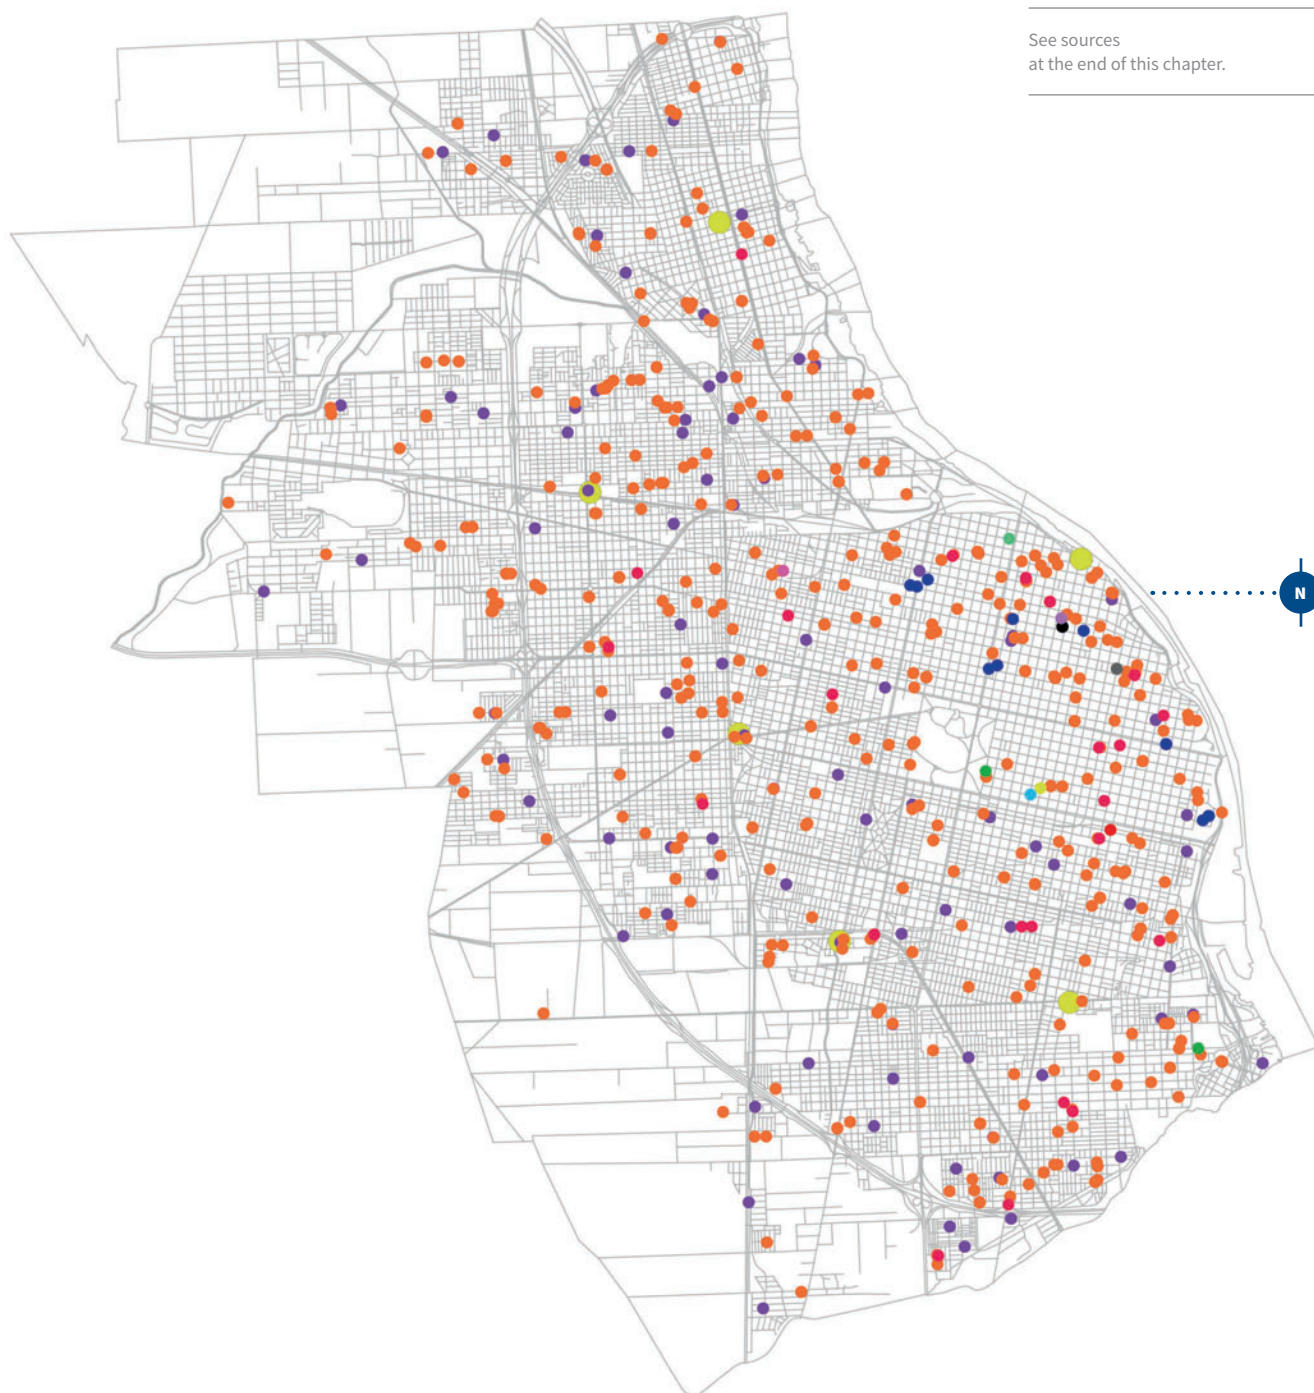 See sources
at the end of this chapter.
N